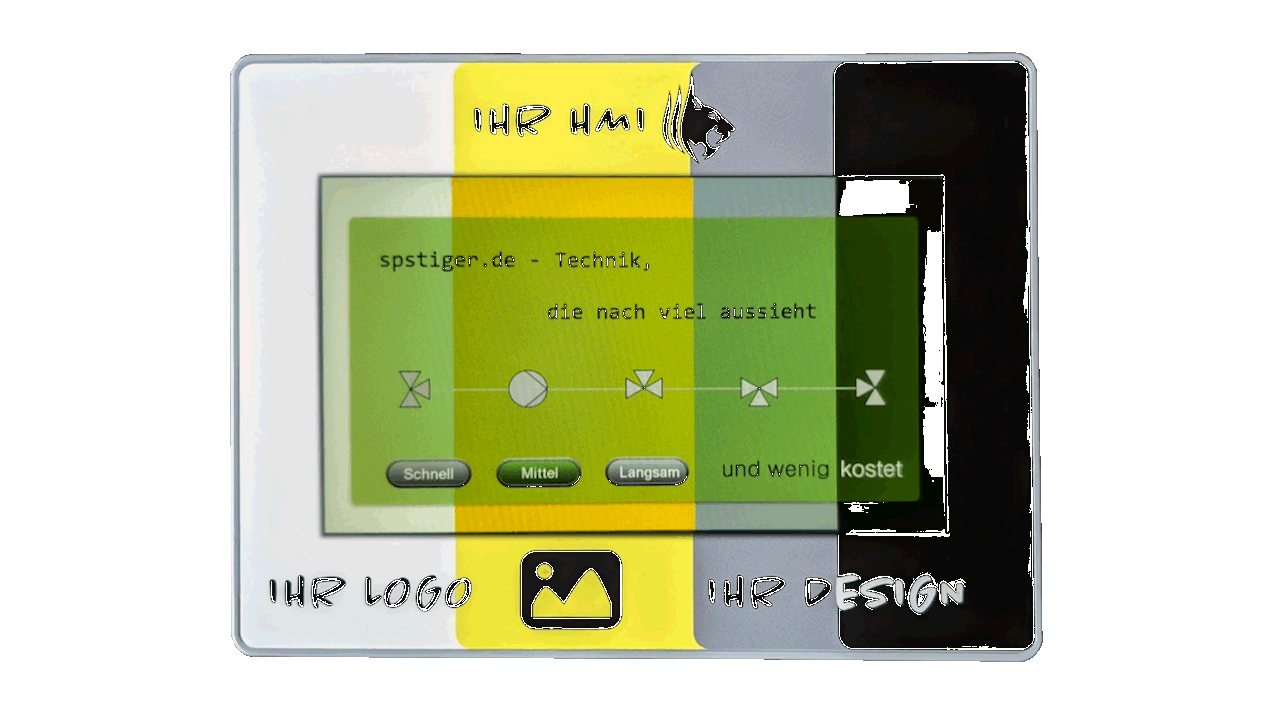 IHR HMI
spstiger.de - Technik,
die nach viel aussieht
Schnell Mittel Langsam und wenig kostet
IHR LOGO IHR DESIGN